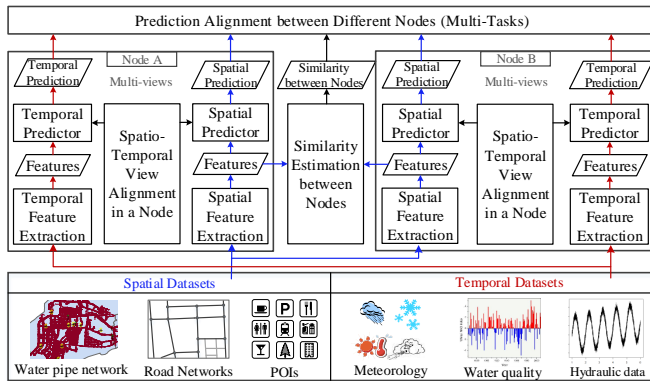 Prediction Alignment between Different Nodes (Multi-Tasks)
Node A
Multi-views
Temporal
Prediction
Spatial
Prediction
Temporal
Predictor
Spatial
Predictor
Features
Features
Temporal
Feature
Extraction
Spatio-
Temporal
View
Alignment
in a Node
Spatial
Feature
Extraction
Similarity
between Nodes
Similarity
Estimation
between
Nodes
Node B
Multi-views
Spatial
Prediction
Temporal
Prediction
Spatial
Predictor
Temporal
Predictor
Features
Features
Spatial
Feature
Extraction
Spatio-
Temporal
View
Alignment
in a Node
Temporal
Feature
Extraction
Spatial Datasets
Temporal Datasets
P
Water pipe network
Road Networks
POIs
Meteorology
Water quality
Hydraulic data